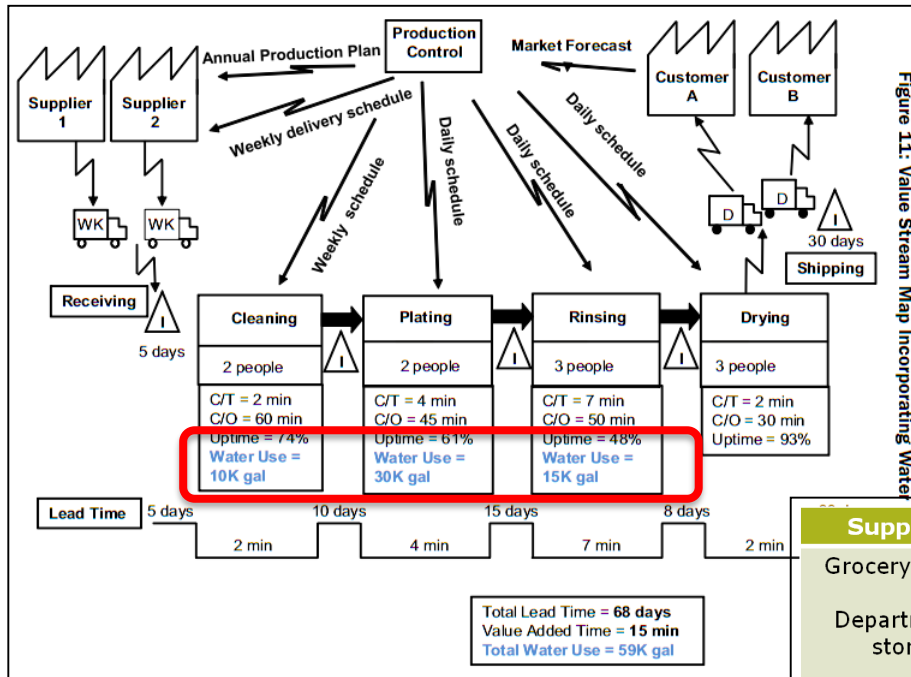 Production
Control
Annual Production Plan
Market Forecast
Supplier
1
Supplier
2
Customer
A
Customer
B
Weekly delivery schedule
Weekly schedule
Daily schedule
Daily schedule
Daily schedule
WK
WK
D
D
I
30 days
Shipping
Receiving
I
5 days
Cleaning
Plating
Rinsing
Drying
I
I
I
2 people
2 people
3 people
3 people
C/T = 2 min
C/O = 60 min
Uptime = 74%
Water Use =
10K gal
C/T = 4 min
C/O = 45 min
Uptime = 61%
Water Use =
30K gal
C/T = 7 min
C/O = 50 min
Uptime = 48%
Water Use =
15K gal
C/T = 2 min
C/O = 30 min
Uptime = 93%
Lead Time
5 days
10 days
15 days
8 days
2 min
4 min
7 min
2 min
Total Lead Time = 68 days
Value Added Time = 15 min
Total Water Use = 59K gal
Figure 11: Value Stream Map Incorporating Water
Supp
Grocery
Departm
stor